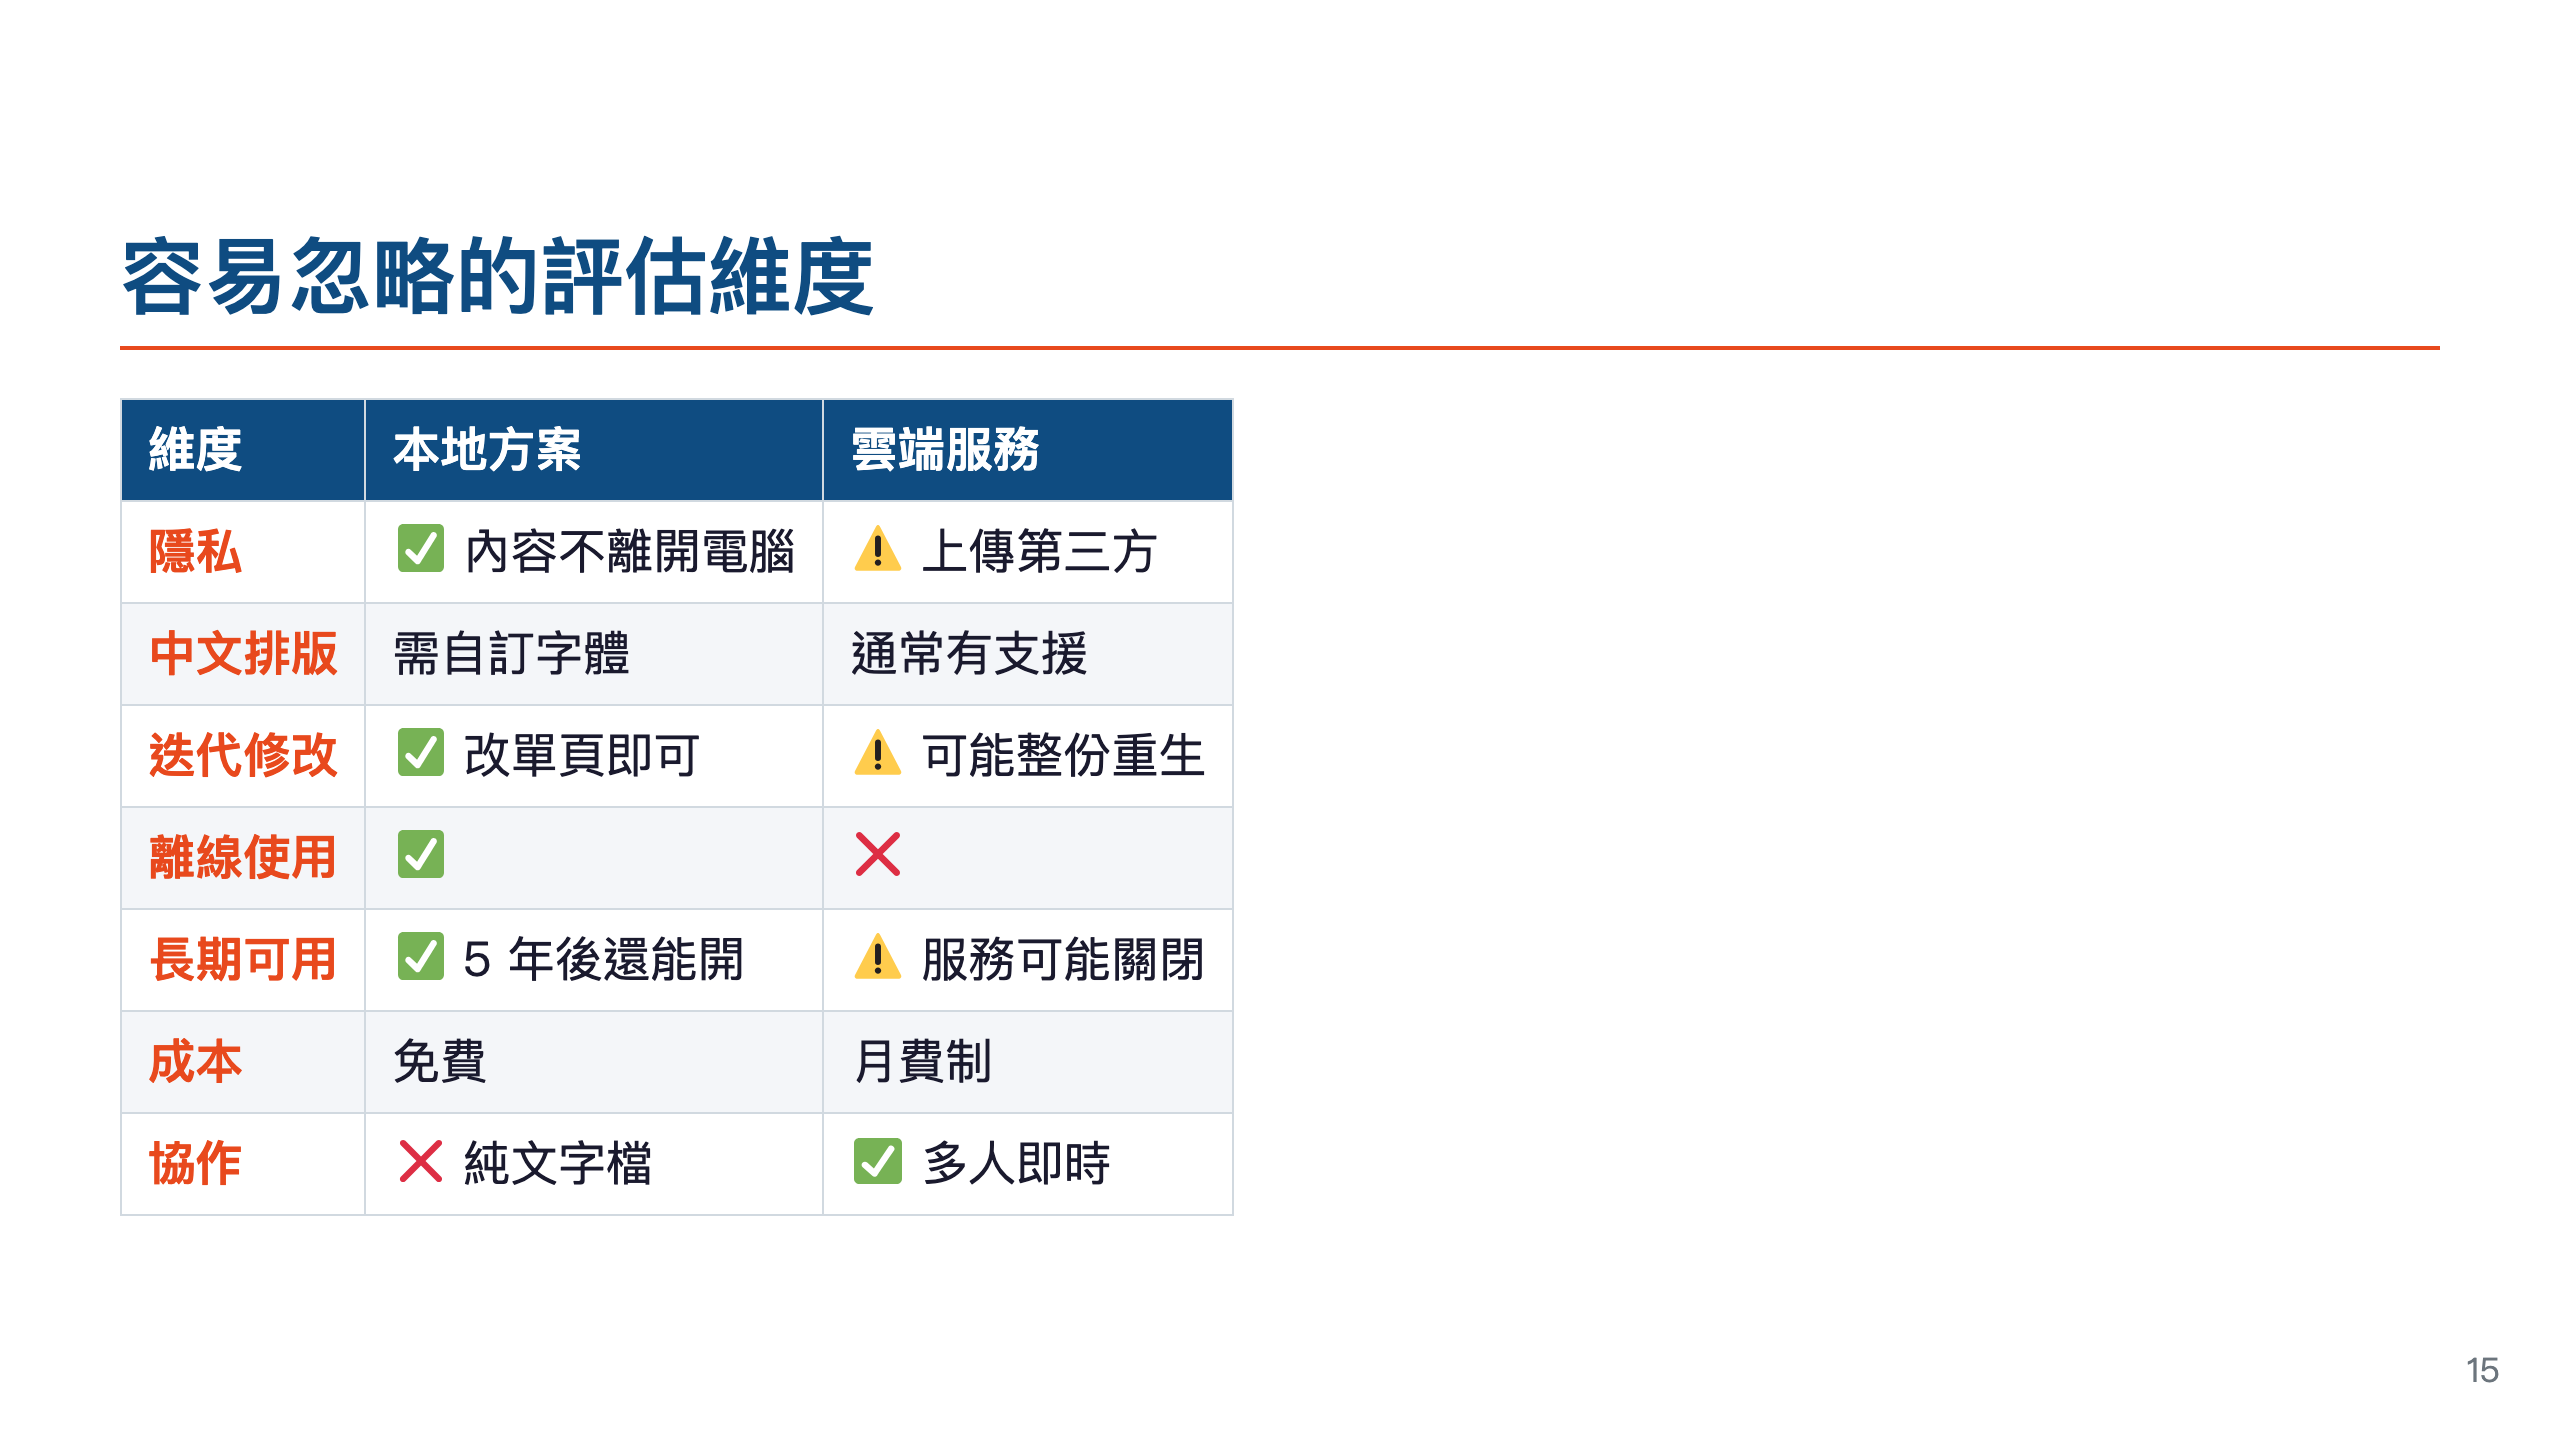 容易忽略的評估維度
維度 本地方案 雲端服務
隱私 ✅ 內容不離開電腦 ⚠️ 上傳第三方
中文排版 需自訂字體 通常有支援
迭代修改 ✅ 改單頁即可 ⚠️ 可能整份重生
離線使用 ✅ ❌
長期可用 ✅ 5 年後還能開 ⚠️ 服務可能關閉
成本 免費 月費制
協作 ❌ 純文字檔 ✅ 多人即時
15